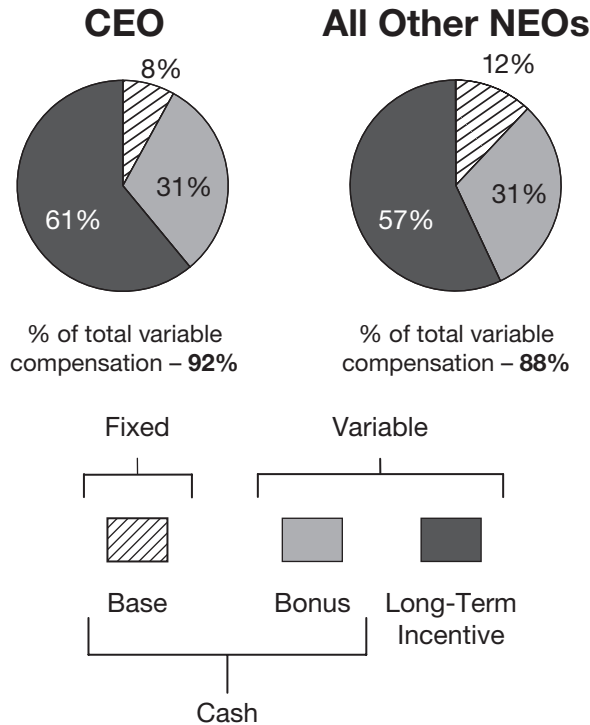 CEO
All Other NEOs
8%
31%
61%
12%
31%
57%
% of total variable
compensation – 92%
% of total variable
compensation – 88%
Fixed
Variable
Base
Bonus
Long-Term
Incentive
Cash